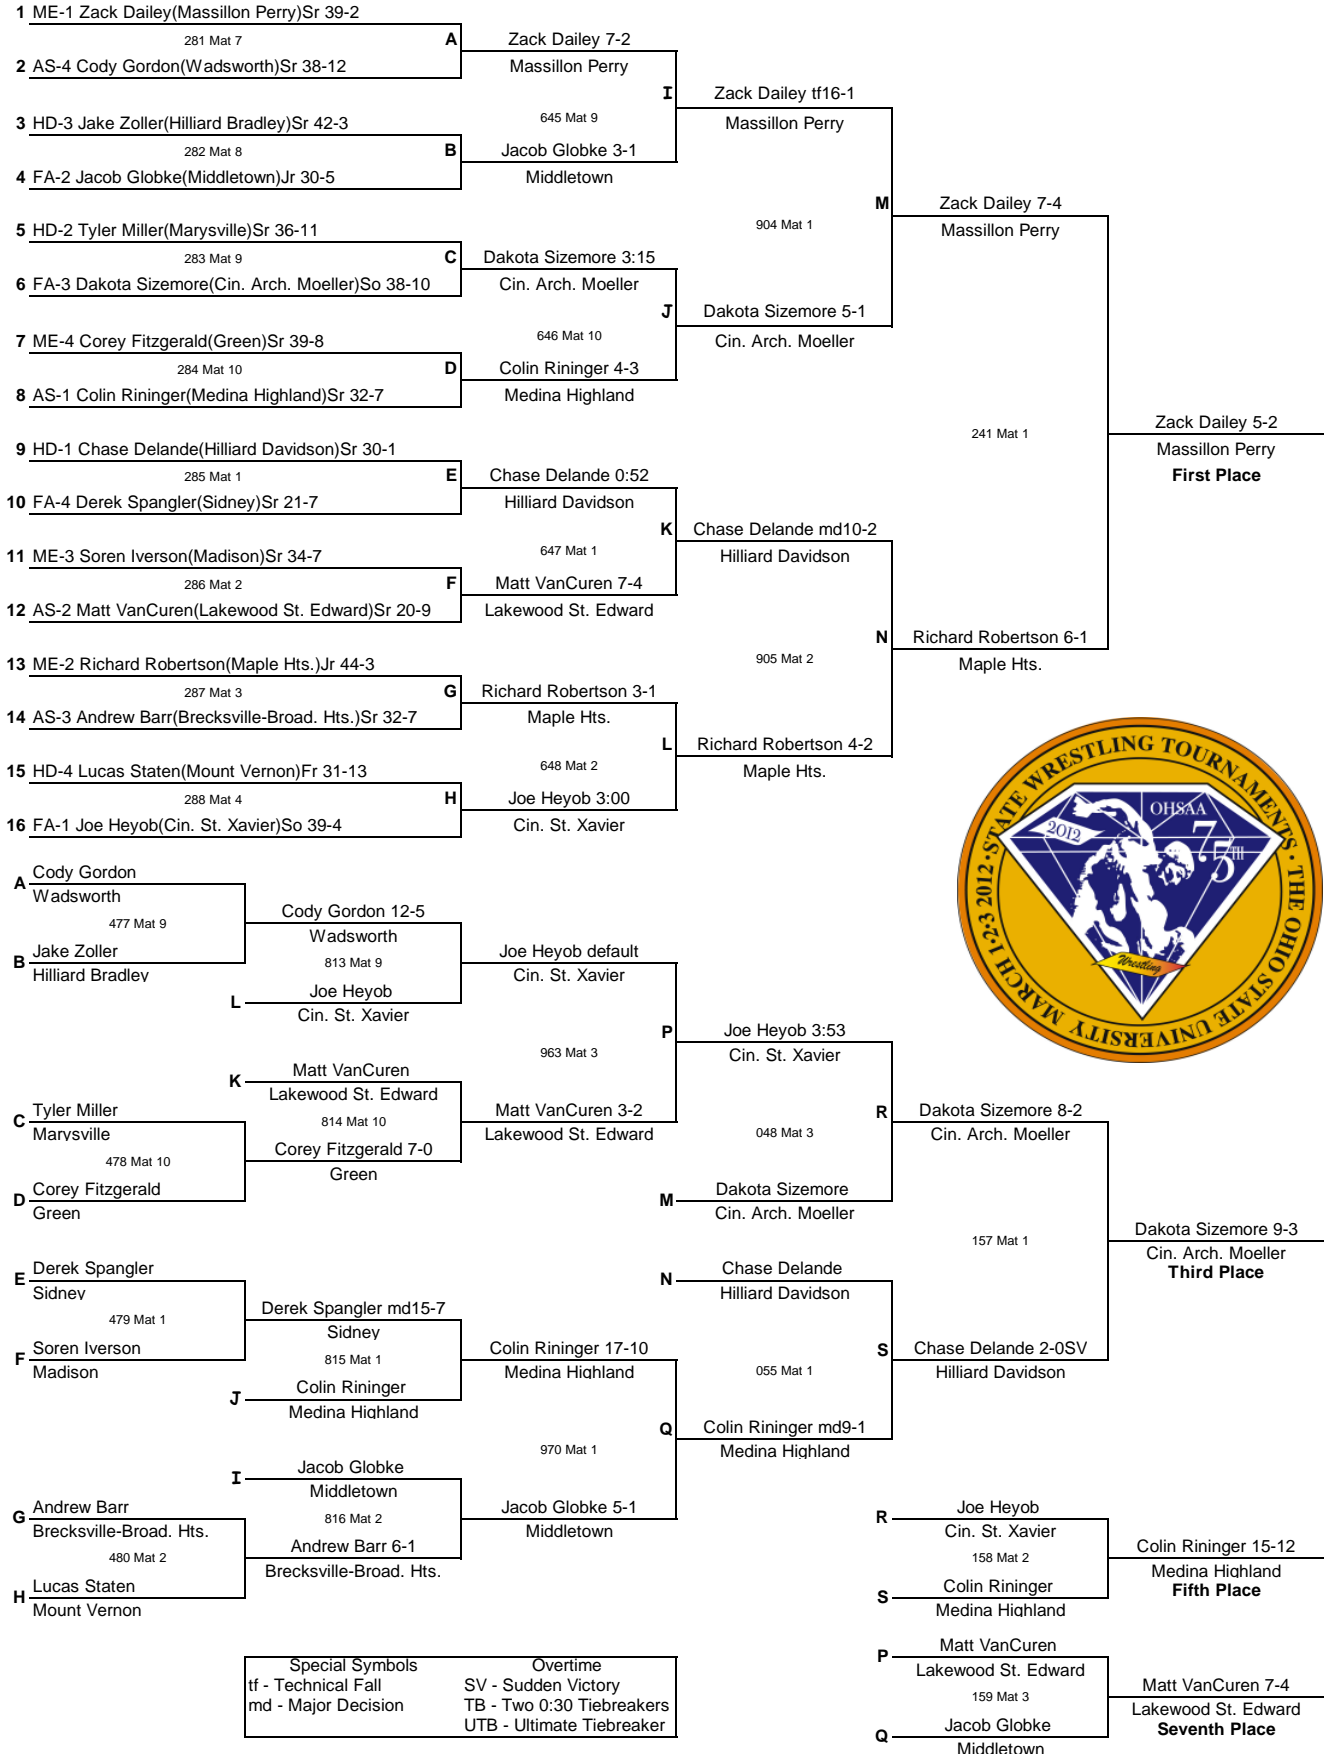 1 ME-1 Zack Dailey(Massillon Perry)Sr 39-2
281 Mat 7
A
2 AS-4 Cody Gordon(Wadsworth)Sr 38-12
Zack Dailey 7-2
Massillon Perry
3 HD-3 Jake Zoller(Hilliard Bradley)Sr 42-3
282 Mat 8
B
4 FA-2 Jacob Globke(Middletown)Jr 30-5
645 Mat 9
I
Jacob Globke 3-1
Middletown
Zack Dailey tf16-1
Massillon Perry
5 HD-2 Tyler Miller(Marysville)Sr 36-11
283 Mat 9
C
6 FA-3 Dakota Sizemore(Cin. Arch. Moeller)So 38-10
Dakota Sizemore 3:15
Cin. Arch. Moeller
904 Mat 1
M
Zack Dailey 7-4
Massillon Perry
7 ME-4 Corey Fitzgerald(Green)Sr 39-8
284 Mat 10
D
8 AS-1 Colin Rininger(Medina Highland)Sr 32-7
646 Mat 10
J
Colin Rininger 4-3
Medina Highland
Dakota Sizemore 5-1
Cin. Arch. Moeller
241 Mat 1
Zack Dailey 5-2
Massillon Perry
First Place
9 HD-1 Chase Delande(Hilliard Davidson)Sr 30-1
285 Mat 1
E
10 FA-4 Derek Spangler(Sidney)Sr 21-7
Chase Delande 0:52
Hilliard Davidson
11 ME-3 Soren Iverson(Madison)Sr 34-7
286 Mat 2
F
12 AS-2 Matt VanCuren(Lakewood St. Edward)Sr 20-9
647 Mat 1
K
Matt VanCuren 7-4
Lakewood St. Edward
Chase Delande md10-2
Hilliard Davidson
13 ME-2 Richard Robertson(Maple Hts.)Jr 44-3
287 Mat 3
G
14 AS-3 Andrew Barr(Brecksville-Broad. Hts.)Sr 32-7
Richard Robertson 3-1
Maple Hts.
905 Mat 2
N
Richard Robertson 6-1
Maple Hts.
15 HD-4 Lucas Staten(Mount Vernon)Fr 31-13
288 Mat 4
H
16 FA-1 Joe Heyob(Cin. St. Xavier)So 39-4
648 Mat 2
L
Joe Heyob 3:00
Cin. St. Xavier
Richard Robertson 4-2
Maple Hts.
STATE WRESTLING TOURNAMENTS · THE OHIO STATE UNIVERSITY MARCH 1-2-3 2012 ·
OHSAA
2012
75TH
Wrestling
A
Cody Gordon
Wadsworth
477 Mat 9
B
Jake Zoller
Hilliard Bradley
Cody Gordon 12-5
Wadsworth
813 Mat 9
L
Joe Heyob
Cin. St. Xavier
Joe Heyob default
Cin. St. Xavier
963 Mat 3
P
Joe Heyob 3:53
Cin. St. Xavier
K
Matt VanCuren
Lakewood St. Edward
814 Mat 10
C
Tyler Miller
Marysville
478 Mat 10
D
Corey Fitzgerald
Green
Corey Fitzgerald 7-0
Green
Matt VanCuren 3-2
Lakewood St. Edward
048 Mat 3
M
Dakota Sizemore
Cin. Arch. Moeller
R
Dakota Sizemore 8-2
Cin. Arch. Moeller
157 Mat 1
Dakota Sizemore 9-3
Cin. Arch. Moeller
Third Place
E
Derek Spangler
Sidney
479 Mat 1
F
Soren Iverson
Madison
Derek Spangler md15-7
Sidney
815 Mat 1
J
Colin Rininger
Medina Highland
Colin Rininger 17-10
Medina Highland
970 Mat 1
N
Chase Delande
Hilliard Davidson
055 Mat 1
S
Chase Delande 2-0SV
Hilliard Davidson
Q
Colin Rininger md9-1
Medina Highland
I
Jacob Globke
Middletown
816 Mat 2
Jacob Globke 5-1
Middletown
G
Andrew Barr
Brecksville-Broad. Hts.
480 Mat 2
H
Lucas Staten
Mount Vernon
Andrew Barr 6-1
Brecksville-Broad. Hts.
R
Joe Heyob
Cin. St. Xavier
158 Mat 2
S
Colin Rininger
Medina Highland
Colin Rininger 15-12
Medina Highland
Fifth Place
P
Matt VanCuren
Lakewood St. Edward
159 Mat 3
Q
Jacob Globke
Middletown
Matt VanCuren 7-4
Lakewood St. Edward
Seventh Place
Special Symbols
tf - Technical Fall
md - Major Decision
Overtime
SV - Sudden Victory
TB - Two 0:30 Tiebreakers
UTB - Ultimate Tiebreaker